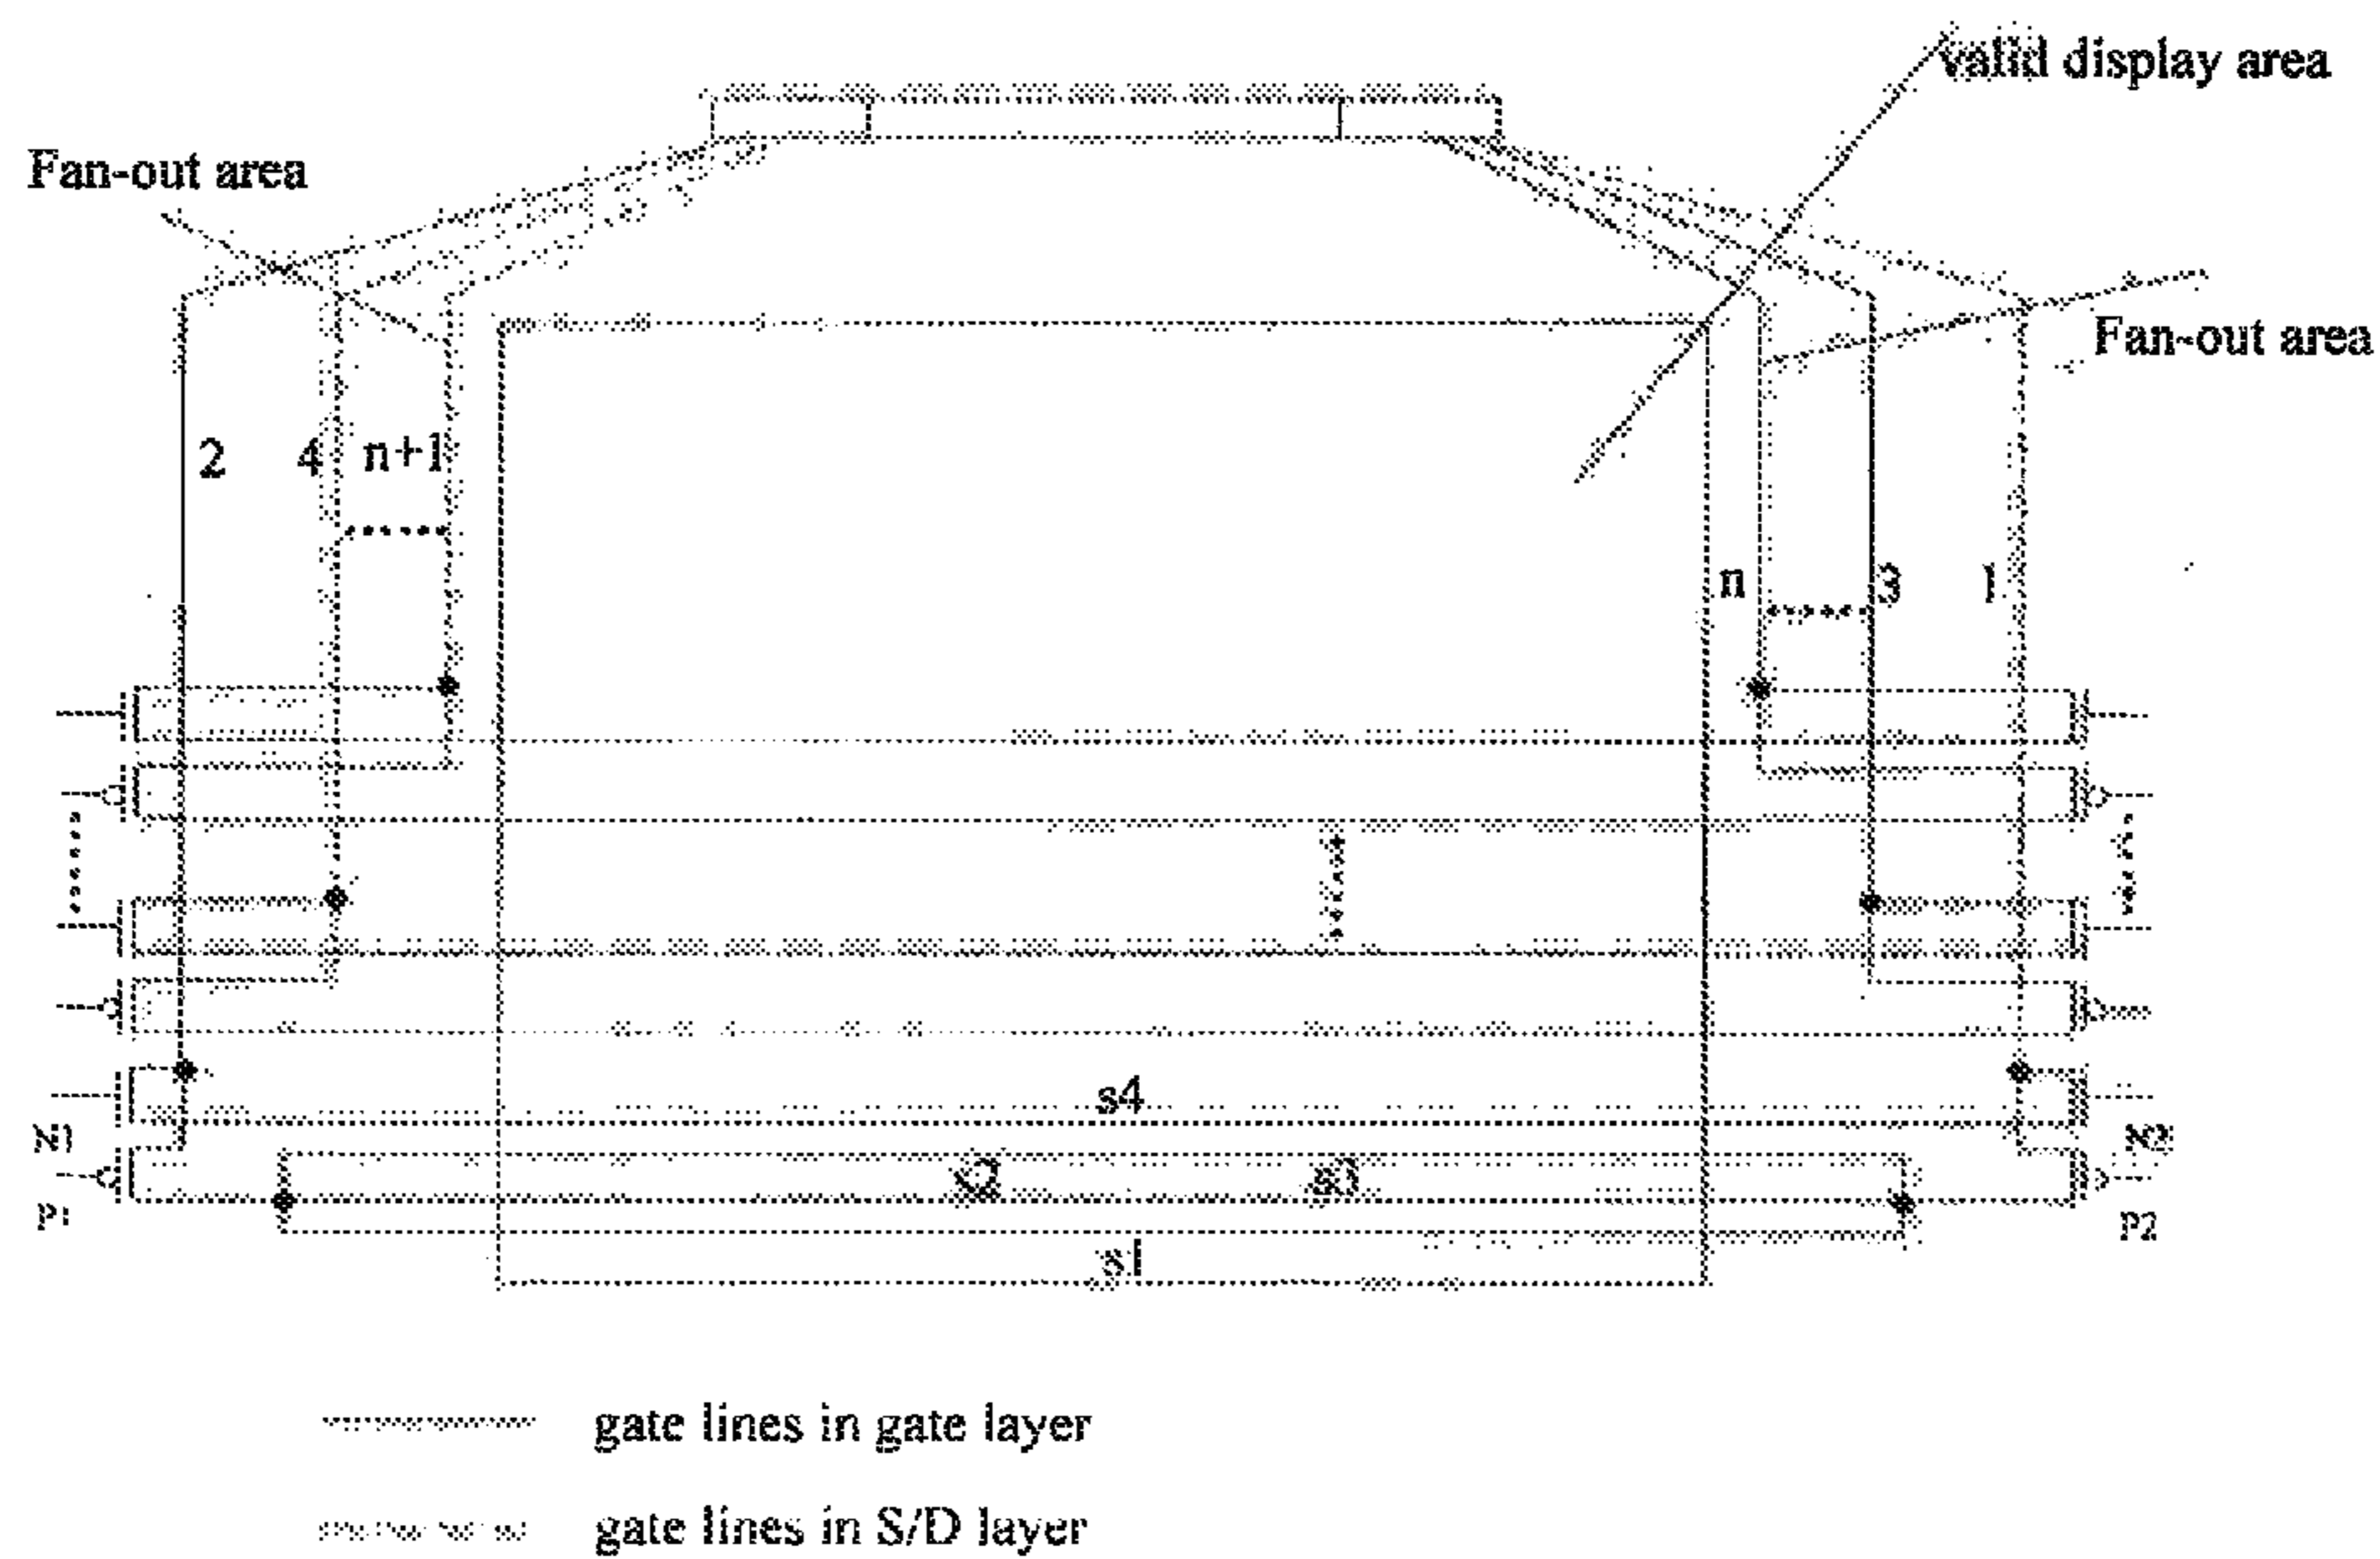 valid display area
Fan-out area
Fan-out area
2
4
n+1
n
3
1
s4
N1
N2
s2
s3
P1
P2
s1
gate lines in gate layer
gate lines in S/D layer